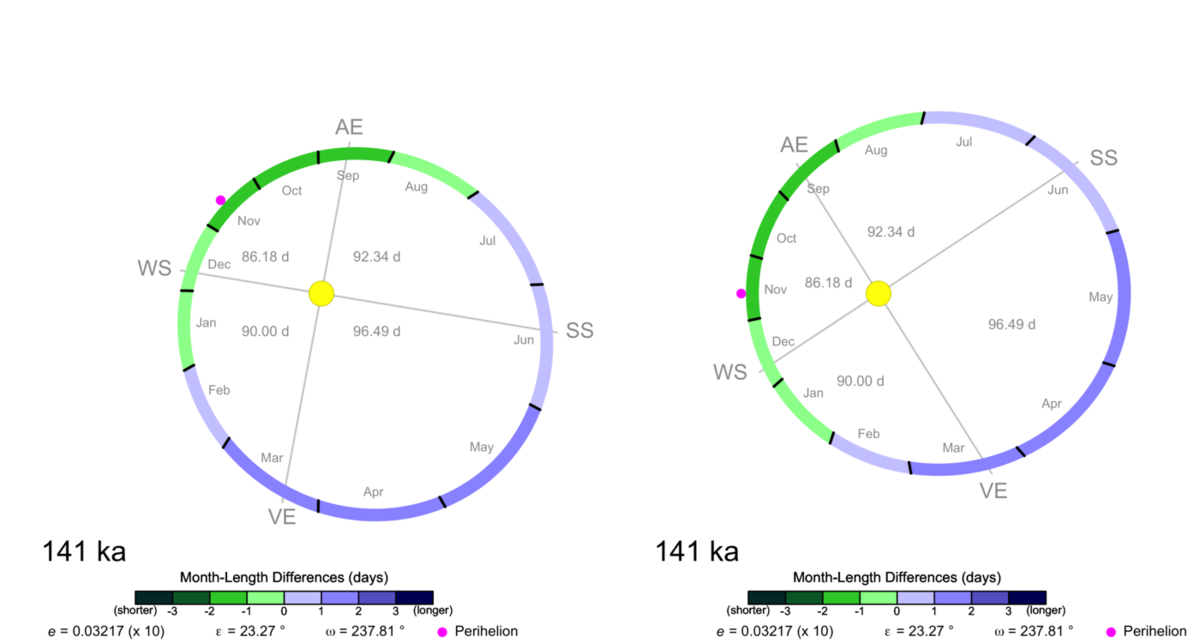 AE
Sep
Oct
Aug
Nov
Jul
WS
Dec
86.18 d
92.34 d
Jan
90.00 d
96.49 d
Jun
SS
Feb
Mar
May
Apr
VE
141 ka
Month-Length Differences (days)
(shorter) -3 -2 -1 0 1 2 3 (longer)
e = 0.03217 (x 10) ε = 23.27 ° ω = 237.81 ° Perihelion
AE
Aug
Jul
SS
Sep
Jun
Oct
92.34 d
86.18 d
Nov
May
96.49 d
Dec
WS
Jan
90.00 d
Apr
Feb
Mar
VE
141 ka
Month-Length Differences (days)
(shorter) -3 -2 -1 0 1 2 3 (longer)
e = 0.03217 (x 10) ε = 23.27 ° ω = 237.81 ° Perihelion